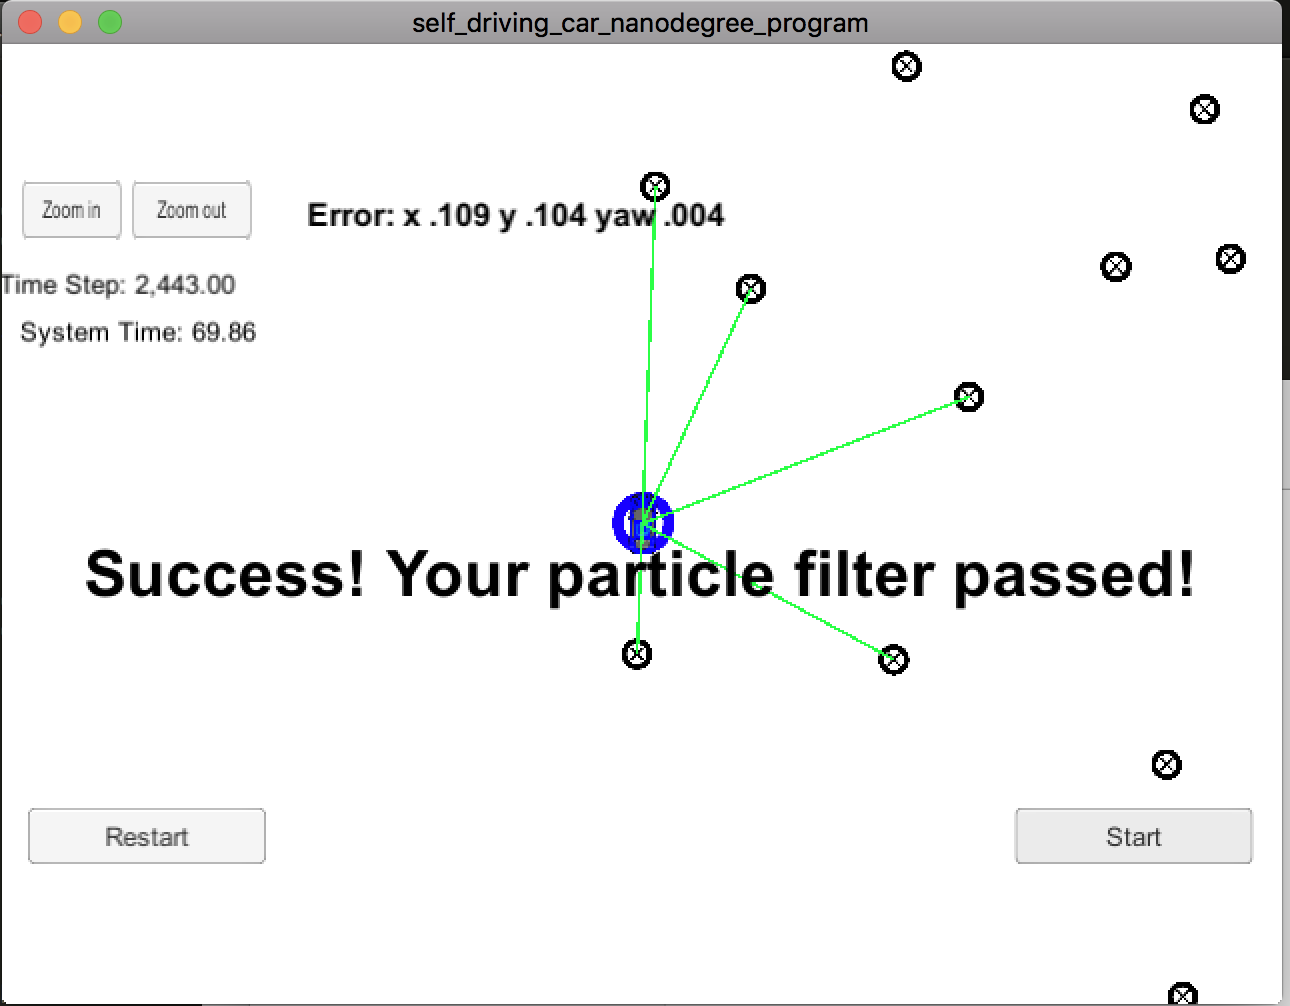 self_driving_car_nanodegree_program
Zoom in
Zoom out
Error: x .109 y .104 yaw .004
Time Step: 2,443.00
System Time: 69.86
Success! Your particle filter passed!
Restart
Start